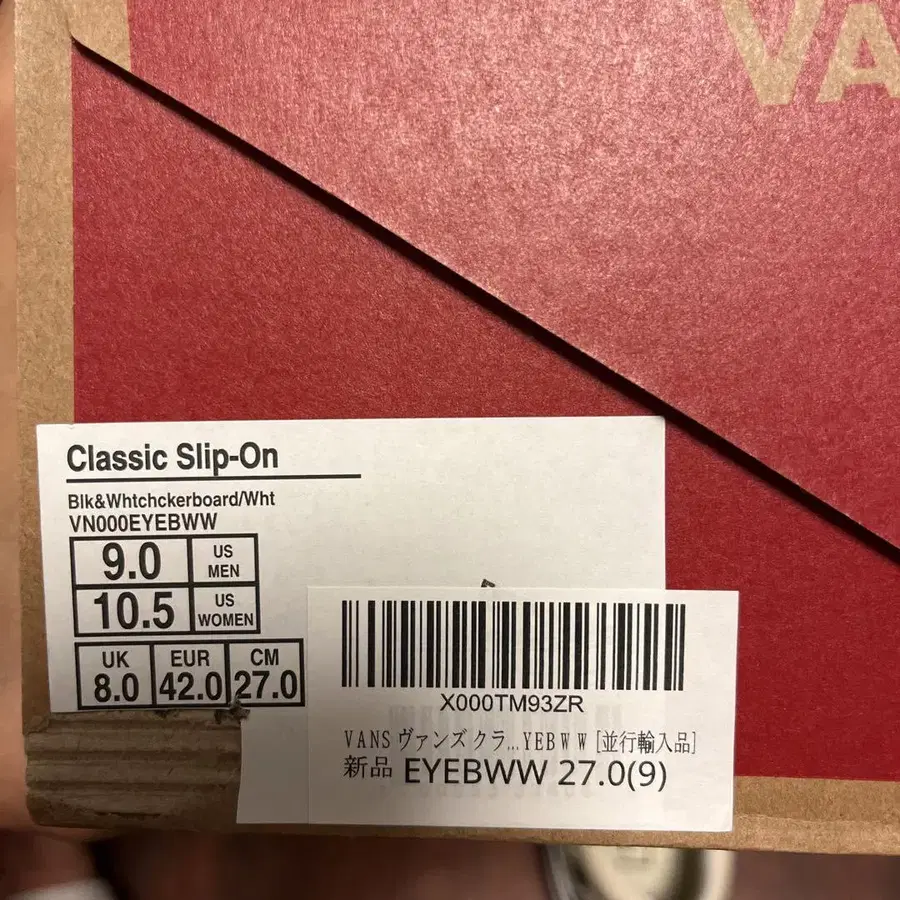 VA
Classic Slip-On
Blk&Whtchckerboard/Wht
VN000EYEBWW
9.0 US MEN
10.5 US WOMEN
UK EUR CM
8.0 42.0 27.0
X000TM93ZR
VANS ヴァンズ クラ...YEBWW [並行輸入品]
新品 EYEBWW 27.0(9)